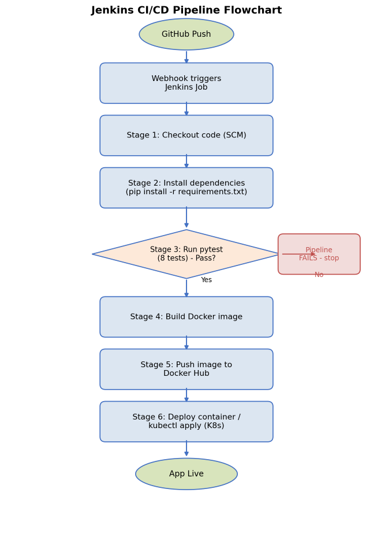 Jenkins CI/CD Pipeline Flowchart
GitHub Push
Webhook triggers
Jenkins Job
Stage 1: Checkout code (SCM)
Stage 2: Install dependencies
(pip install -r requirements.txt)
Stage 3: Run pytest
(8 tests) - Pass?
Pipeline
FAILS - stop
No
Yes
Stage 4: Build Docker image
Stage 5: Push image to
Docker Hub
Stage 6: Deploy container /
kubectl apply (K8s)
App Live